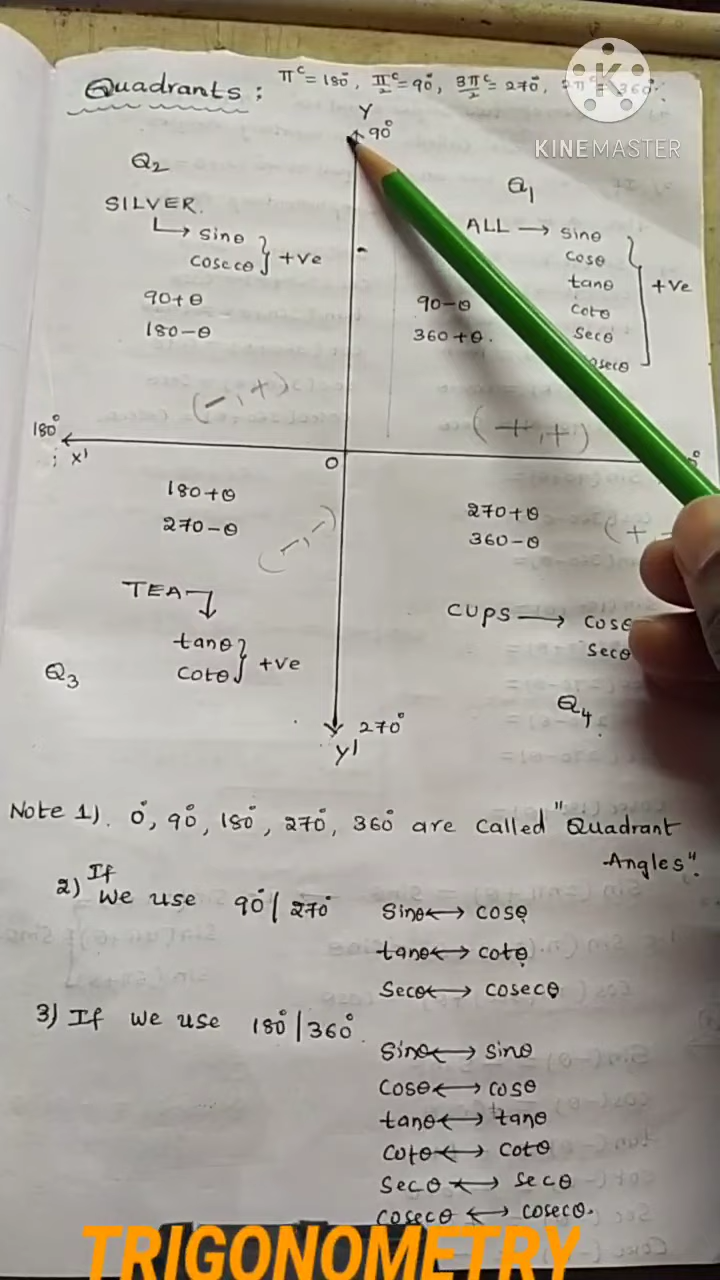 Quadrants: π^c = 180°, π/2^c = 90°, 3π/2^c = 270°, 2π^c = 360°
KINEMASTER
Y
90°
Q2
SILVER.
sinθ
cosecθ
+ve
90+θ
180-θ
(-,+)
Q1
ALL → sinθ
cosθ
tanθ
cotθ
secθ
+ve
90-θ
360+θ.
(+,+)
180°
X'
O
180+θ
270-θ
(-,-)
TEA
tanθ
cotθ
+ve
Q3
270+θ
360-θ
CUPS → cosθ
secθ
Q4
270°
Y'
Note 1). 0°, 90°, 180°, 270°, 360° are called "Quadrant
Angles".
2) If
We use 90° / 270°
sinθ ↔ cosθ
tanθ ↔ cotθ
secθ ↔ cosecθ
3) If we use 180° / 360°
sinθ ↔ sinθ
cosθ ↔ cosθ
tanθ ↔ tanθ
cotθ ↔ cotθ
secθ ↔ secθ
cosecθ ↔ cosecθ.
TRIGONOMETRY